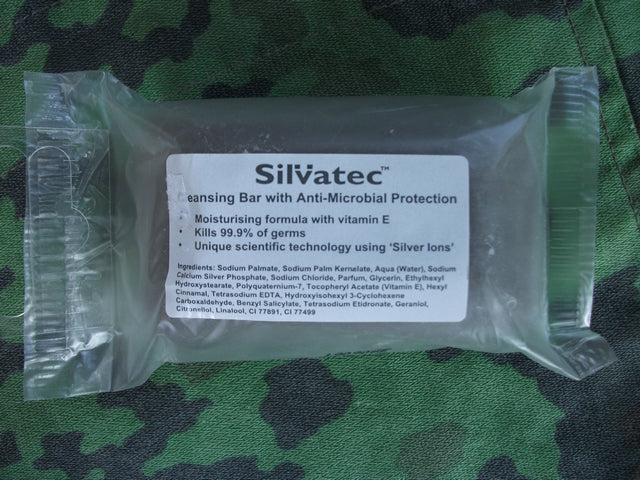 Silvatec™
Cleansing Bar with Anti-Microbial Protection
• Moisturising formula with vitamin E
• Kills 99.9% of germs
• Unique scientific technology using 'Silver Ions'
Ingredients: Sodium Palmate, Sodium Palm Kernelate, Aqua (Water), Sodium
Calcium Silver Phosphate, Sodium Chloride, Parfum, Glycerin, Ethylhexyl
Hydroxystearate, Polyquaternium-7, Tocopheryl Acetate (Vitamin E), Hexyl
Cinnamal, Tetrasodium EDTA, Hydroxyisohexyl 3-Cyclohexene
Carboxaldehyde, Benzyl Salicylate, Tetrasodium Etidronate, Geraniol,
Citronellol, Linalool, CI 77891, CI 77499